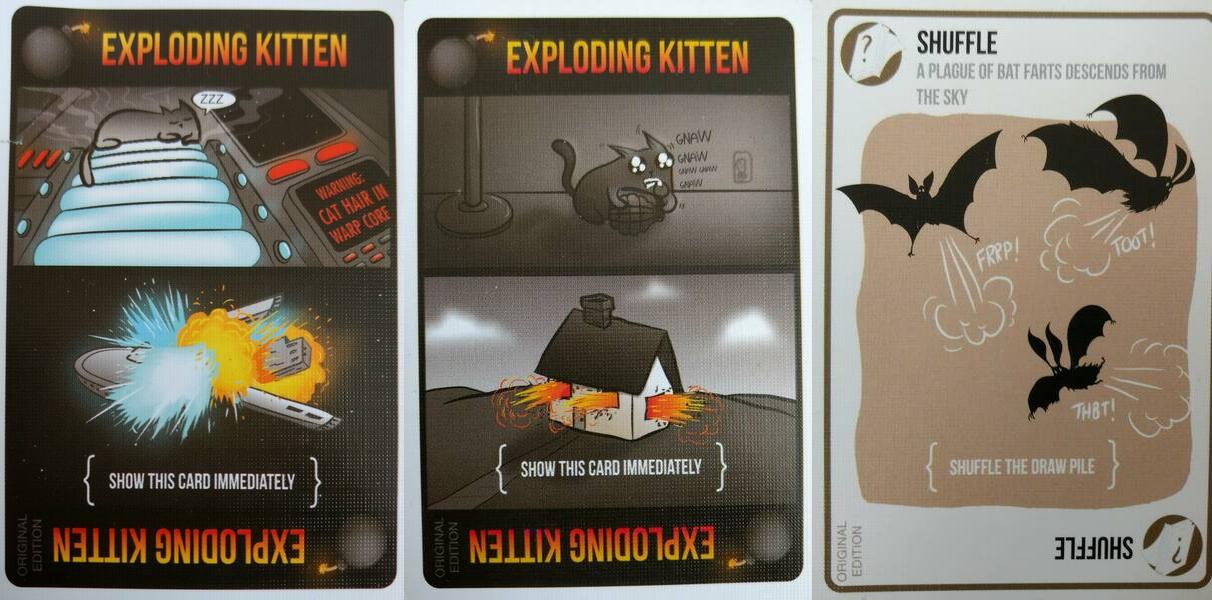 EXPLODING KITTEN
ZZZ
WARNING:
CAT HAIR IN
WARP CORE
SHOW THIS CARD IMMEDIATELY
ORIGINAL
EDITION
EXPLODING KITTEN
EXPLODING KITTEN
GNAW
GNAW
GNAW GNAW
GNAW
SHOW THIS CARD IMMEDIATELY
ORIGINAL
EDITION
EXPLODING KITTEN
?
SHUFFLE
A PLAGUE OF BAT FARTS DESCENDS FROM
THE SKY
FRRP!
TOOT!
THBT!
SHUFFLE THE DRAW PILE
ORIGINAL
EDITION
SHUFFLE
?